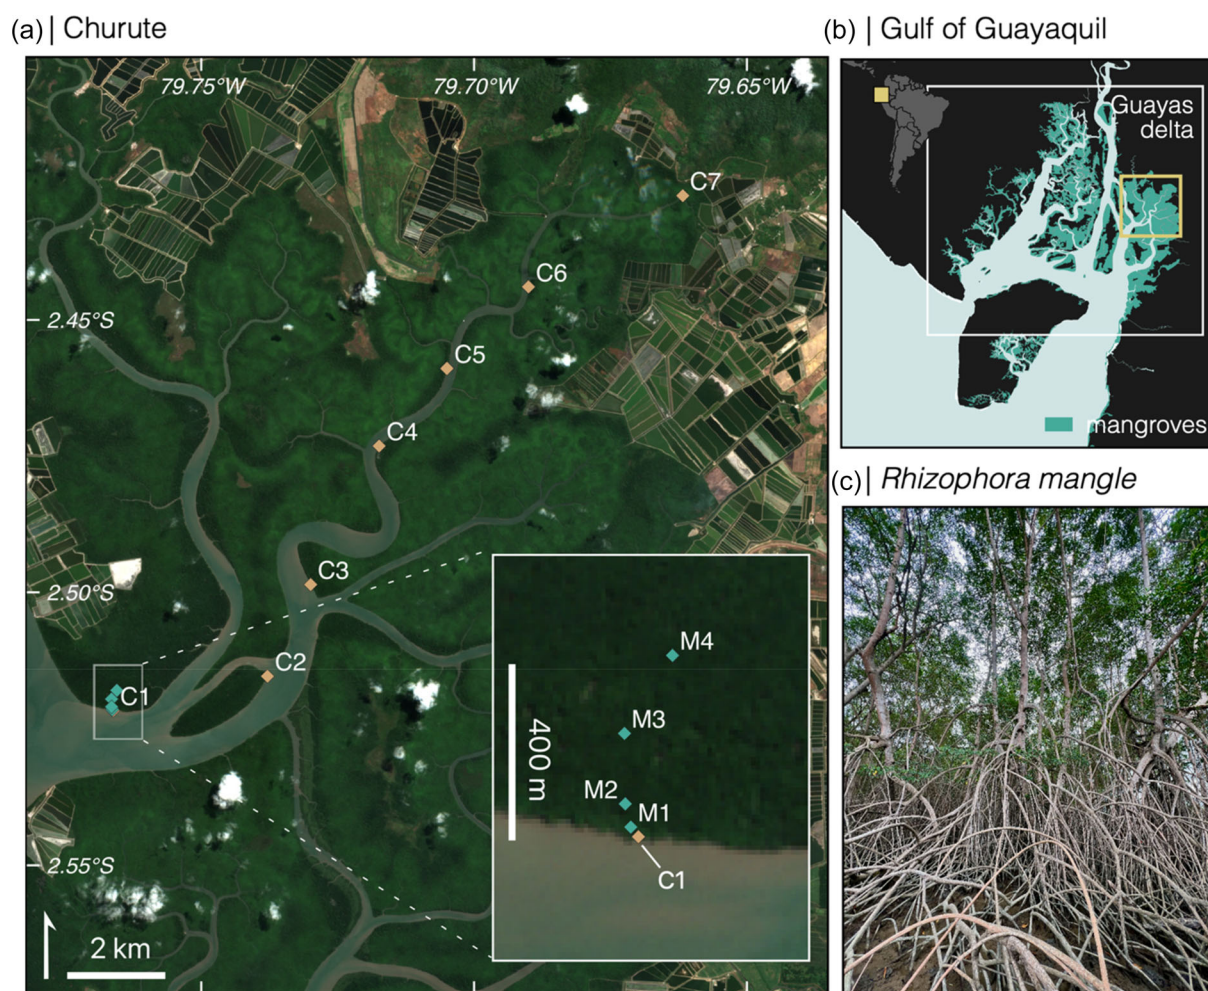 (a) | Churute
79.75°W
79.70°W
79.65°W
C7
C6
2.45°S
C5
C4
C3
2.50°S
C2
C1
M4
M3
400 m
M2
M1
C1
2.55°S
2 km
(b) | Gulf of Guayaquil
Guayas
delta
mangroves
(c) | Rhizophora mangle